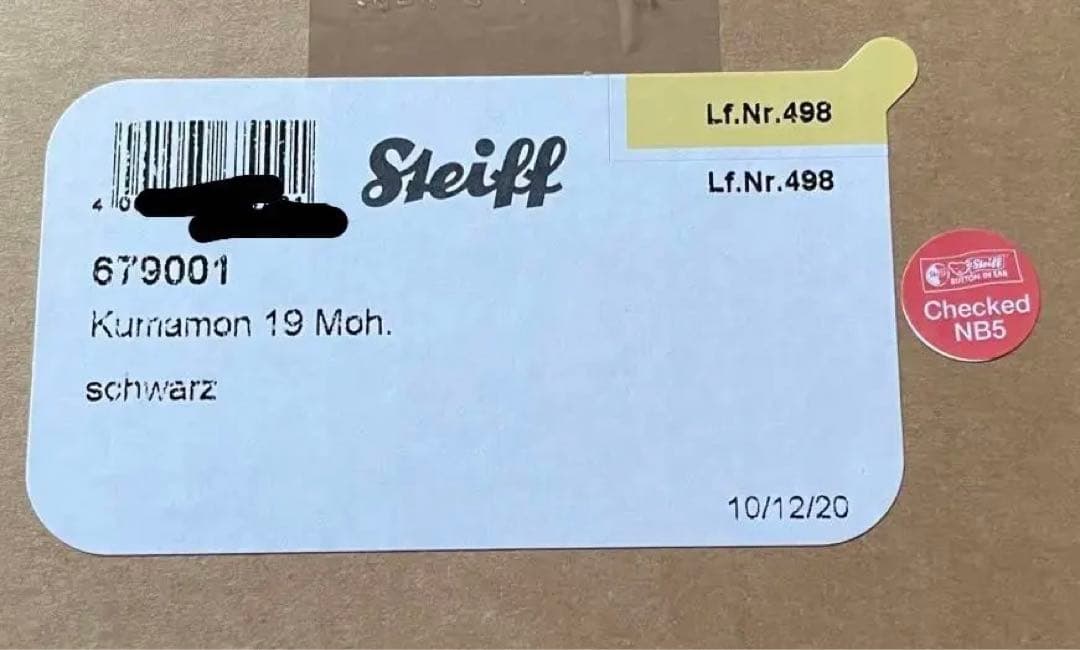 Steiff
Lf.Nr.498
Lf.Nr.498
679001
Kumamon 19 Moh.
schwarz
10/12/20
Steiff
BUTTON IN EAR
Checked
NB5